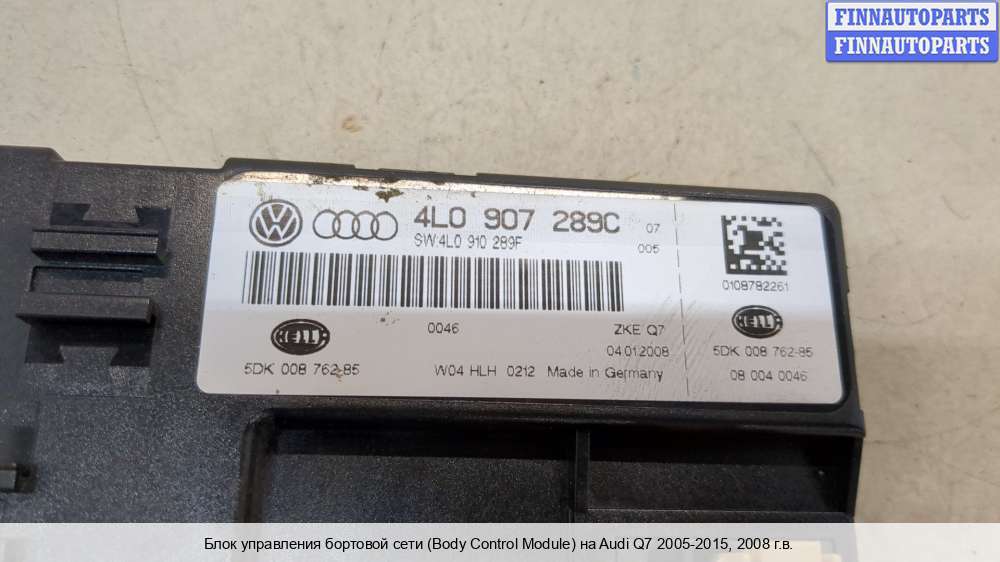 FINNAUTOPARTS
FINNAUTOPARTS
4L0 907 289C 07
SW:4L0 910 289F 005
0108782261
HELLA
0046 ZKE Q7
HELLA
04.01.2008
5DK 008 762-85
5DK 008 762-85
W04 HLH 0212 Made in Germany
08 004 0046
Блок управления бортовой сети (Body Control Module) на Audi Q7 2005-2015, 2008 г.в.